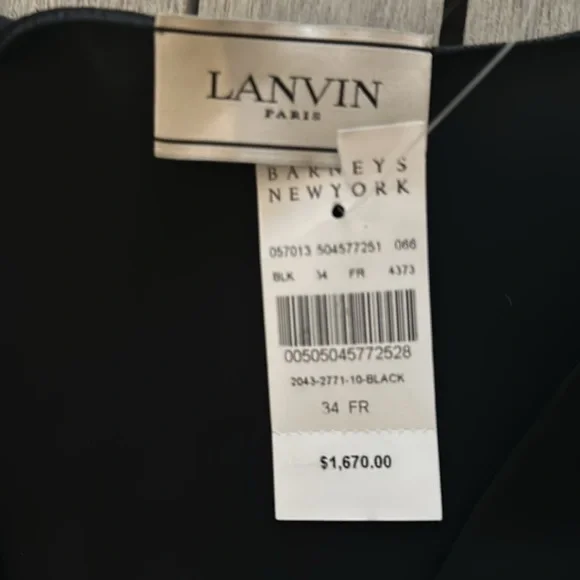 LANVIN
PARIS
BARNEYS
NEWYORK
057013 504577251 066
BLK 34 FR 4373
00505045772528
2043-2771-10-BLACK
34 FR
$1,670.00